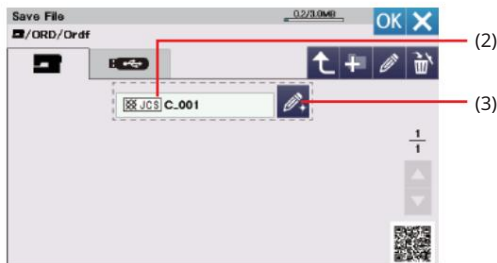 Save File
0.2/3.0MB
OK
/ORD/Ordf
(2)
JCS C_001
(3)
1
1